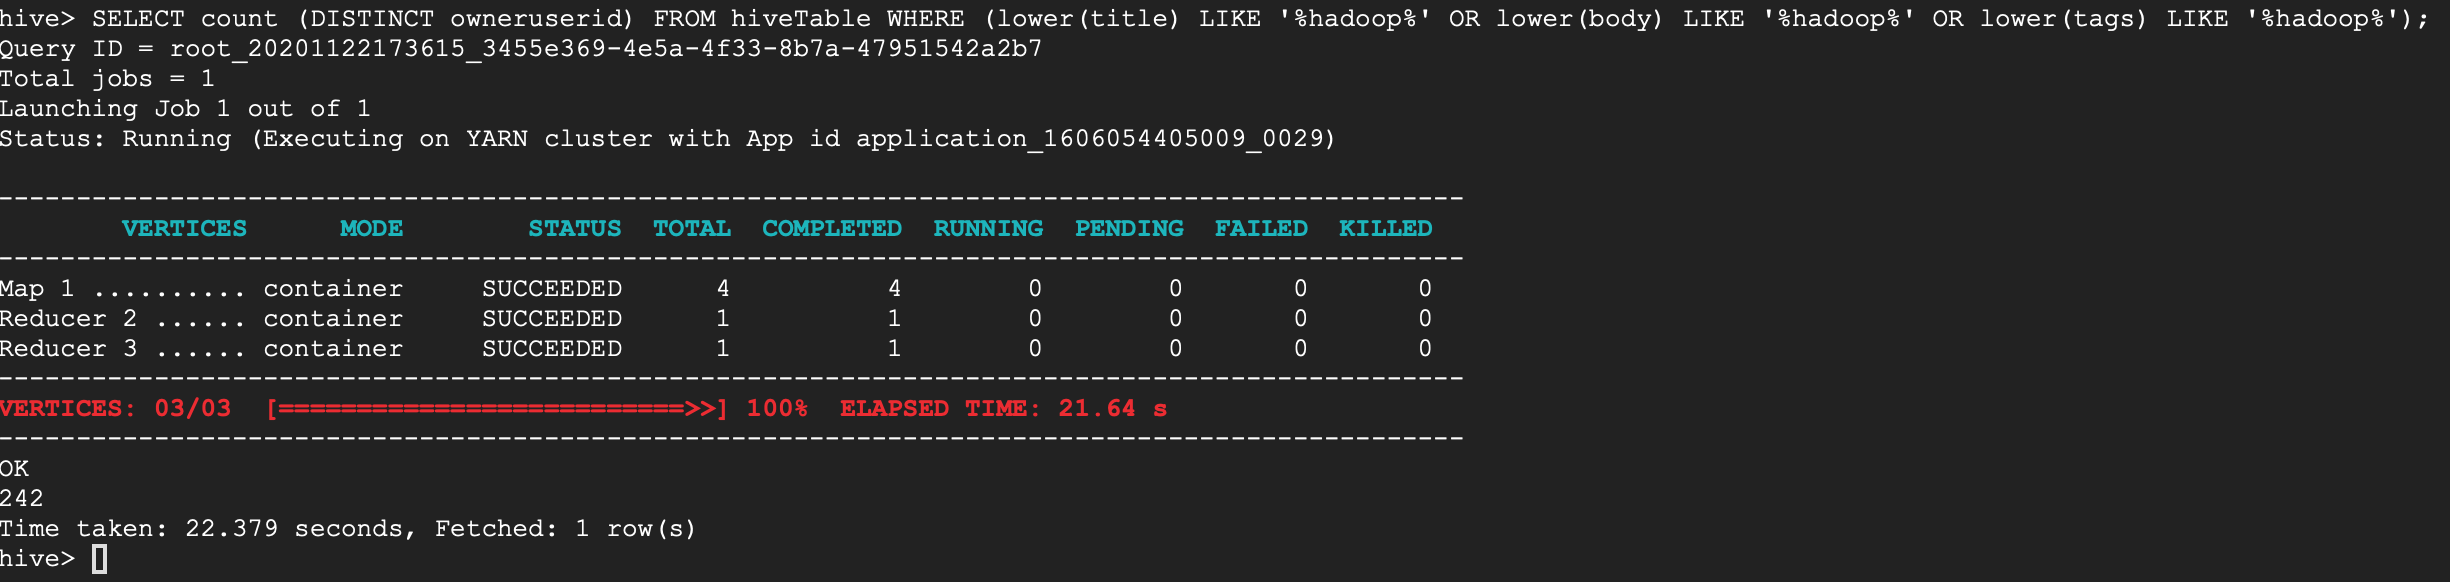 hive> SELECT count (DISTINCT owneruserid) FROM hiveTable WHERE (lower(title) LIKE '%hadoop%' OR lower(body) LIKE '%hadoop%' OR lower(tags) LIKE '%hadoop%');
Query ID = root_20201122173615_3455e369-4e5a-4f33-8b7a-47951542a2b7
Total jobs = 1
Launching Job 1 out of 1
Status: Running (Executing on YARN cluster with App id application_1606054405009_0029)

----------------------------------------------------------------------------------------------
        VERTICES      MODE        STATUS  TOTAL  COMPLETED  RUNNING  PENDING  FAILED  KILLED
----------------------------------------------------------------------------------------------
Map 1 .......... container     SUCCEEDED      4          4        0        0       0       0
Reducer 2 ...... container     SUCCEEDED      1          1        0        0       0       0
Reducer 3 ...... container     SUCCEEDED      1          1        0        0       0       0
----------------------------------------------------------------------------------------------
VERTICES: 03/03  [==========================>>] 100%  ELAPSED TIME: 21.64 s
----------------------------------------------------------------------------------------------
OK
242
Time taken: 22.379 seconds, Fetched: 1 row(s)
hive>